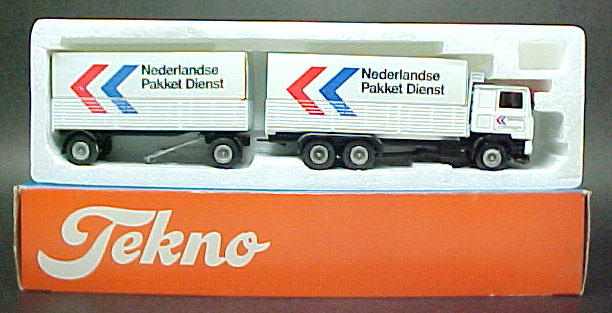 Nederlandse
Pakket Dienst
Nederlandse
Pakket Dienst
Tekno